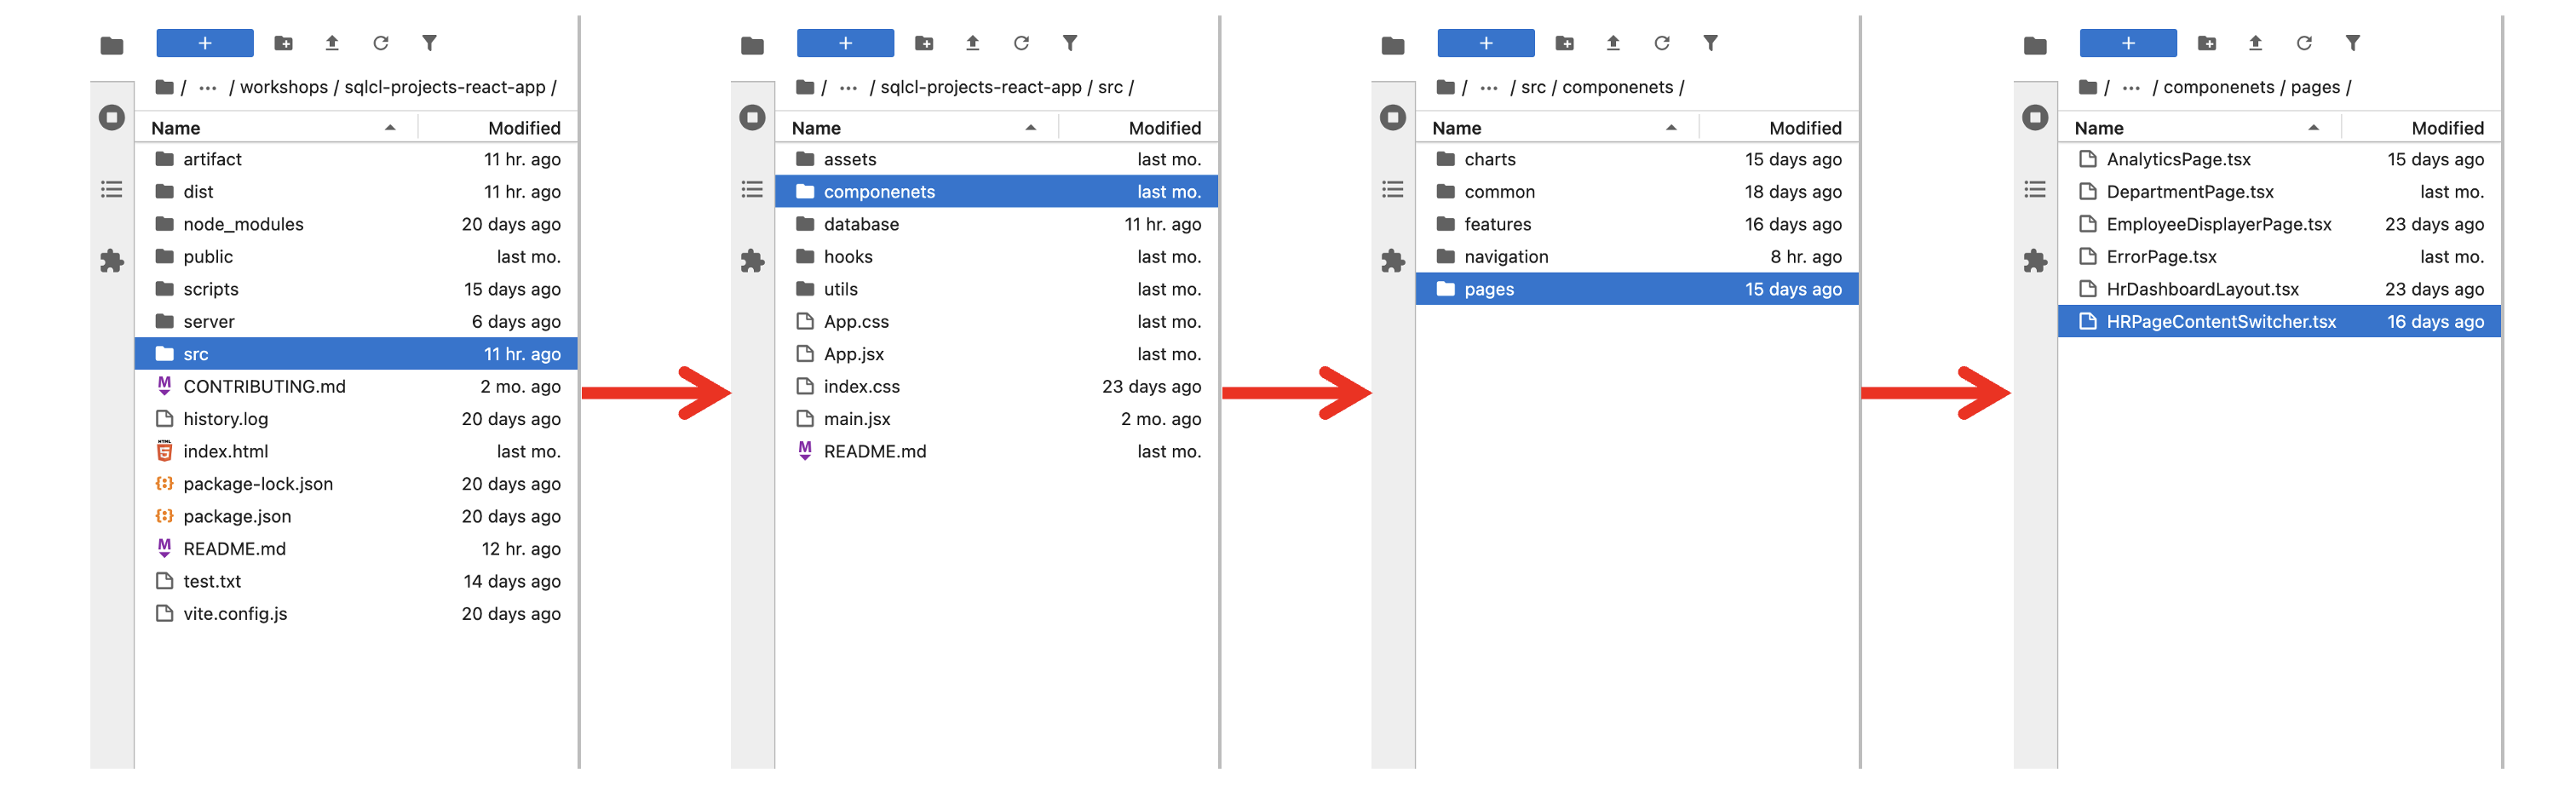 / ··· / workshops / sqlcl-projects-react-app /
Name Modified
artifact 11 hr. ago
dist 11 hr. ago
node_modules 20 days ago
public last mo.
scripts 15 days ago
server 6 days ago
src 11 hr. ago
CONTRIBUTING.md 2 mo. ago
history.log 20 days ago
index.html last mo.
package-lock.json 20 days ago
package.json 20 days ago
README.md 12 hr. ago
test.txt 14 days ago
vite.config.js 20 days ago
/ ··· / sqlcl-projects-react-app / src /
Name Modified
assets last mo.
componenets last mo.
database 11 hr. ago
hooks last mo.
utils last mo.
App.css last mo.
App.jsx last mo.
index.css 23 days ago
main.jsx 2 mo. ago
README.md last mo.
/ ··· / src / componenets /
Name Modified
charts 15 days ago
common 18 days ago
features 16 days ago
navigation 8 hr. ago
pages 15 days ago
/ ··· / componenets / pages /
Name Modified
AnalyticsPage.tsx 15 days ago
DepartmentPage.tsx last mo.
EmployeeDisplayerPage.tsx 23 days ago
ErrorPage.tsx last mo.
HrDashboardLayout.tsx 23 days ago
HRPageContentSwitcher.tsx 16 days ago